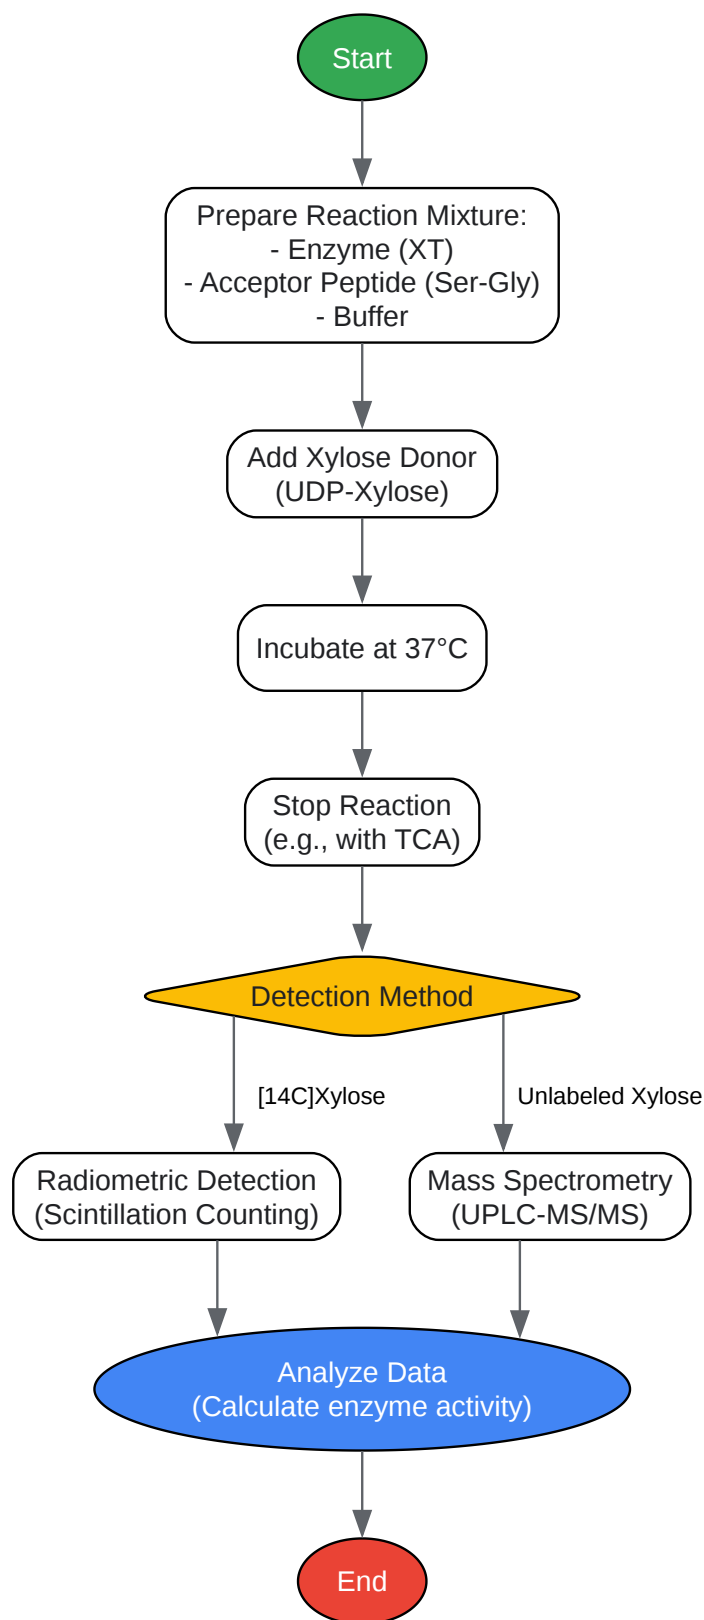 Start
Prepare Reaction Mixture:
- Enzyme (XT)
- Acceptor Peptide (Ser-Gly)
- Buffer
Add Xylose Donor
(UDP-Xylose)
Incubate at 37°C
Stop Reaction
(e.g., with TCA)
Detection Method
[14C]Xylose
Unlabeled Xylose
Radiometric Detection
(Scintillation Counting)
Mass Spectrometry
(UPLC-MS/MS)
Analyze Data
(Calculate enzyme activity)
End